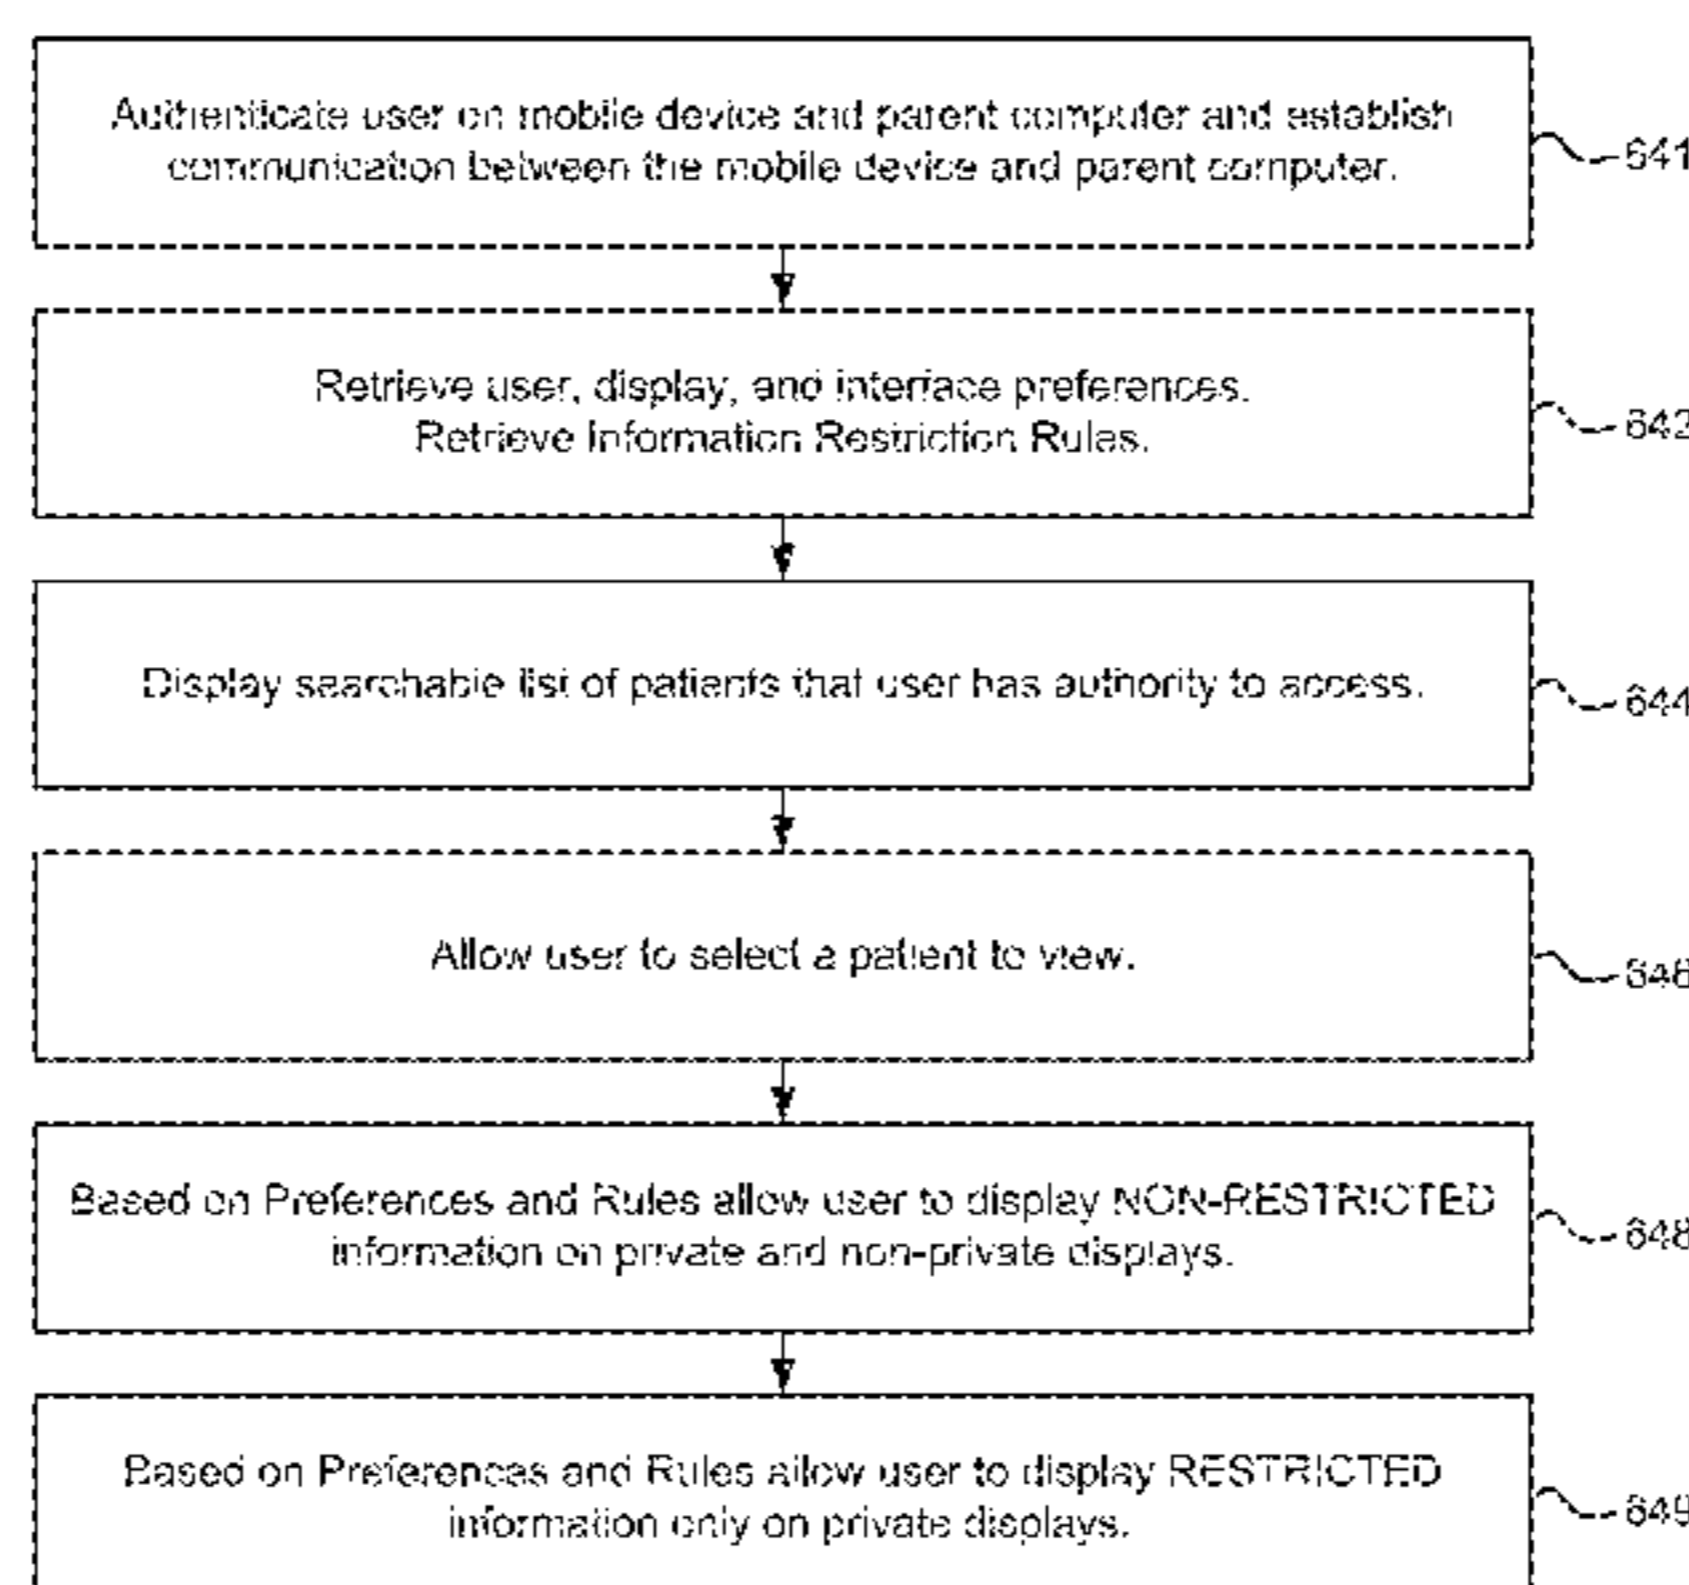 Authenticate user on mobile device and parent computer and establish
communication between the mobile device and parent computer.
641
Retrieve user, display, and interface preferences.
Retrieve Information Restriction Rules.
642
Display searchable list of patients that user has authority to access.
644
Allow user to select a patient to view.
646
Based on Preferences and Rules allow user to display NON-RESTRICTED
information on private and non-private displays.
648
Based on Preferences and Rules allow user to display RESTRICTED
information only on private displays.
649